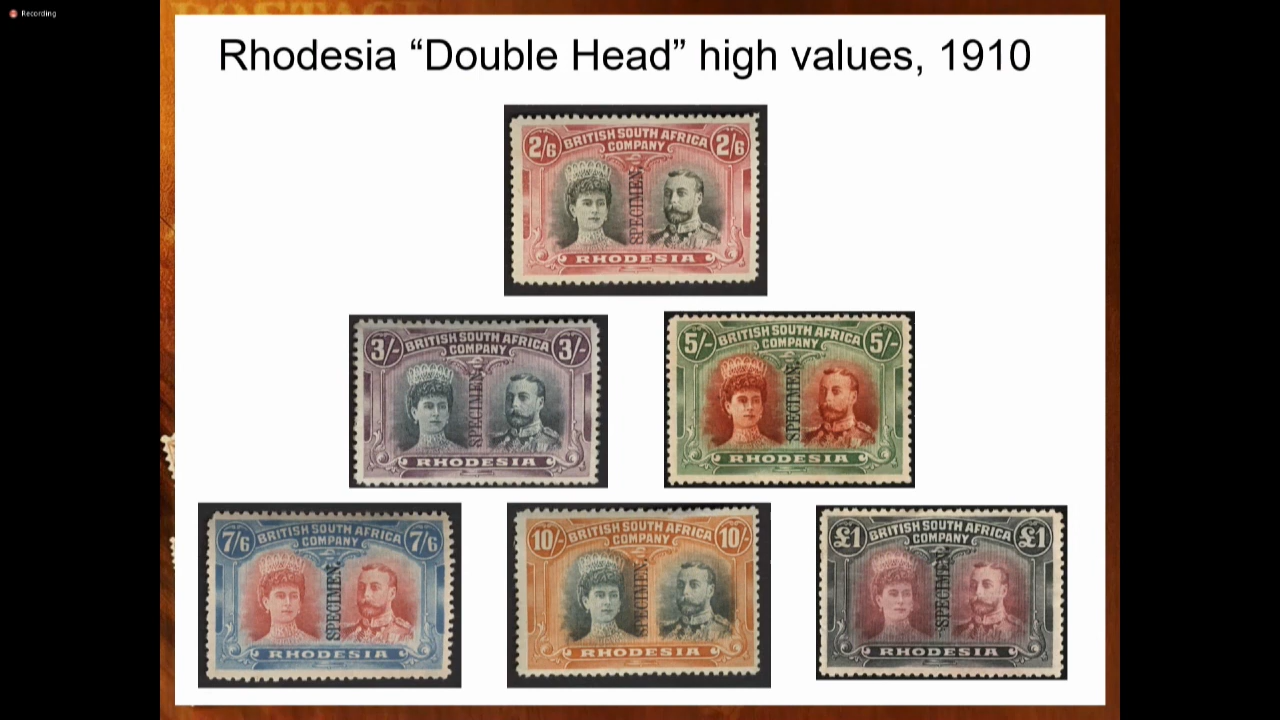 Recording
POSTAGE
Rhodesia “Double Head” high values, 1910
2/6 BRITISH SOUTH AFRICA 2/6
COMPANY
SPECIMEN
RHODESIA
3/- BRITISH SOUTH AFRICA 3/-
COMPANY
SPECIMEN
RHODESIA
5/- BRITISH SOUTH AFRICA 5/-
COMPANY
SPECIMEN
RHODESIA
7/6 BRITISH SOUTH AFRICA 7/6
COMPANY
SPECIMEN
RHODESIA
10/- BRITISH SOUTH AFRICA 10/-
COMPANY
SPECIMEN
RHODESIA
£1 BRITISH SOUTH AFRICA £1
COMPANY
SPECIMEN
RHODESIA